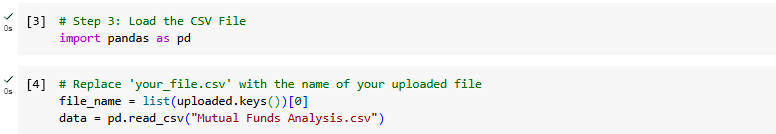 [3] # Step 3: Load the CSV File
0s import pandas as pd
[4] # Replace 'your_file.csv' with the name of your uploaded file
0s file_name = list(uploaded.keys())[0]
data = pd.read_csv("Mutual Funds Analysis.csv")